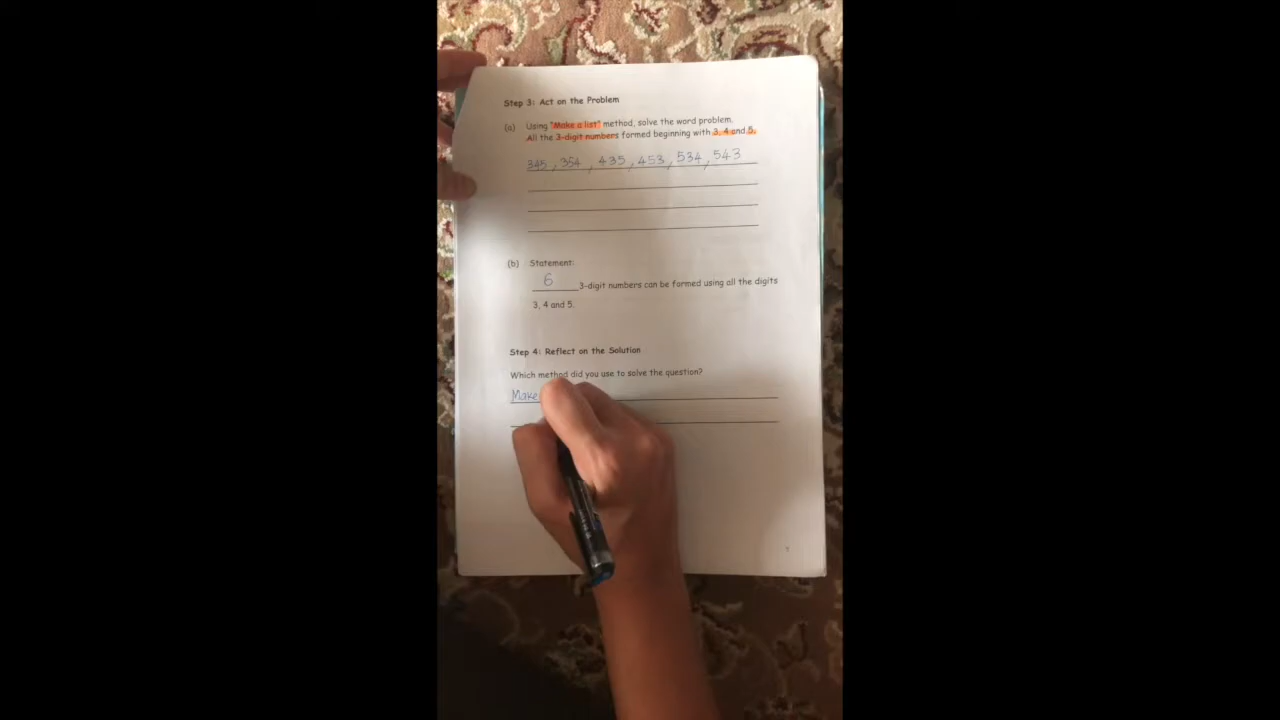 Step 3: Act on the Problem
(a) Using "Make a list" method, solve the word problem.
All the 3-digit numbers formed beginning with 3, 4 and 5.
345, 354, 435, 453, 534, 543
(b) Statement:
6 3-digit numbers can be formed using all the digits
3, 4 and 5.
Step 4: Reflect on the Solution
Which method did you use to solve the question?
Make